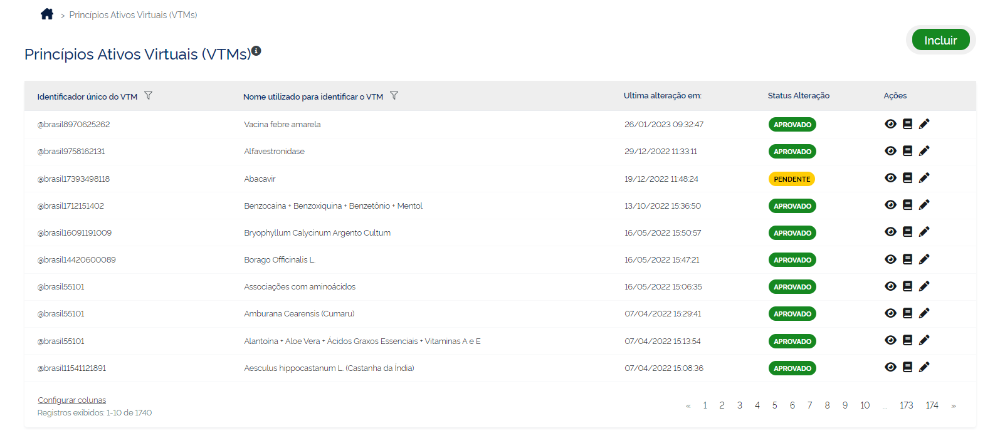 > Princípios Ativos Virtuais (VTMs)
Incluir
Princípios Ativos Virtuais (VTMs)
Identificador único do VTM Nome utilizado para identificar o VTM Ultima alteração em: Status Alteração Ações
@brasil8970625262 Vacina febre amarela 26/01/2023 09:32:47 APROVADO
@brasil9758162131 Alfavestronidase 29/12/2022 11:33:11 APROVADO
@brasil17393498118 Abacavir 19/12/2022 11:48:24 PENDENTE
@brasil1712151402 Benzocaína + Benzoxiquina + Benzetônio + Mentol 13/10/2022 15:36:50 APROVADO
@brasil16091191009 Bryophyllum Calycinum Argento Cultum 16/05/2022 15:50:57 APROVADO
@brasil14420600089 Borago Officinalis L. 16/05/2022 15:47:21 APROVADO
@brasil55101 Associações com aminoácidos 16/05/2022 15:06:35 APROVADO
@brasil55101 Amburana Cearensis (Cumaru) 07/04/2022 15:29:41 APROVADO
@brasil55101 Alantoína + Aloe Vera + Ácidos Graxos Essenciais + Vitaminas A e E 07/04/2022 15:13:54 APROVADO
@brasil11541121891 Aesculus hippocastanum L. (Castanha da Índia) 07/04/2022 15:08:36 APROVADO
Configurar colunas
Registros exibidos: 1-10 de 1740
« 1 2 3 4 5 6 7 8 9 10 ... 173 174 »